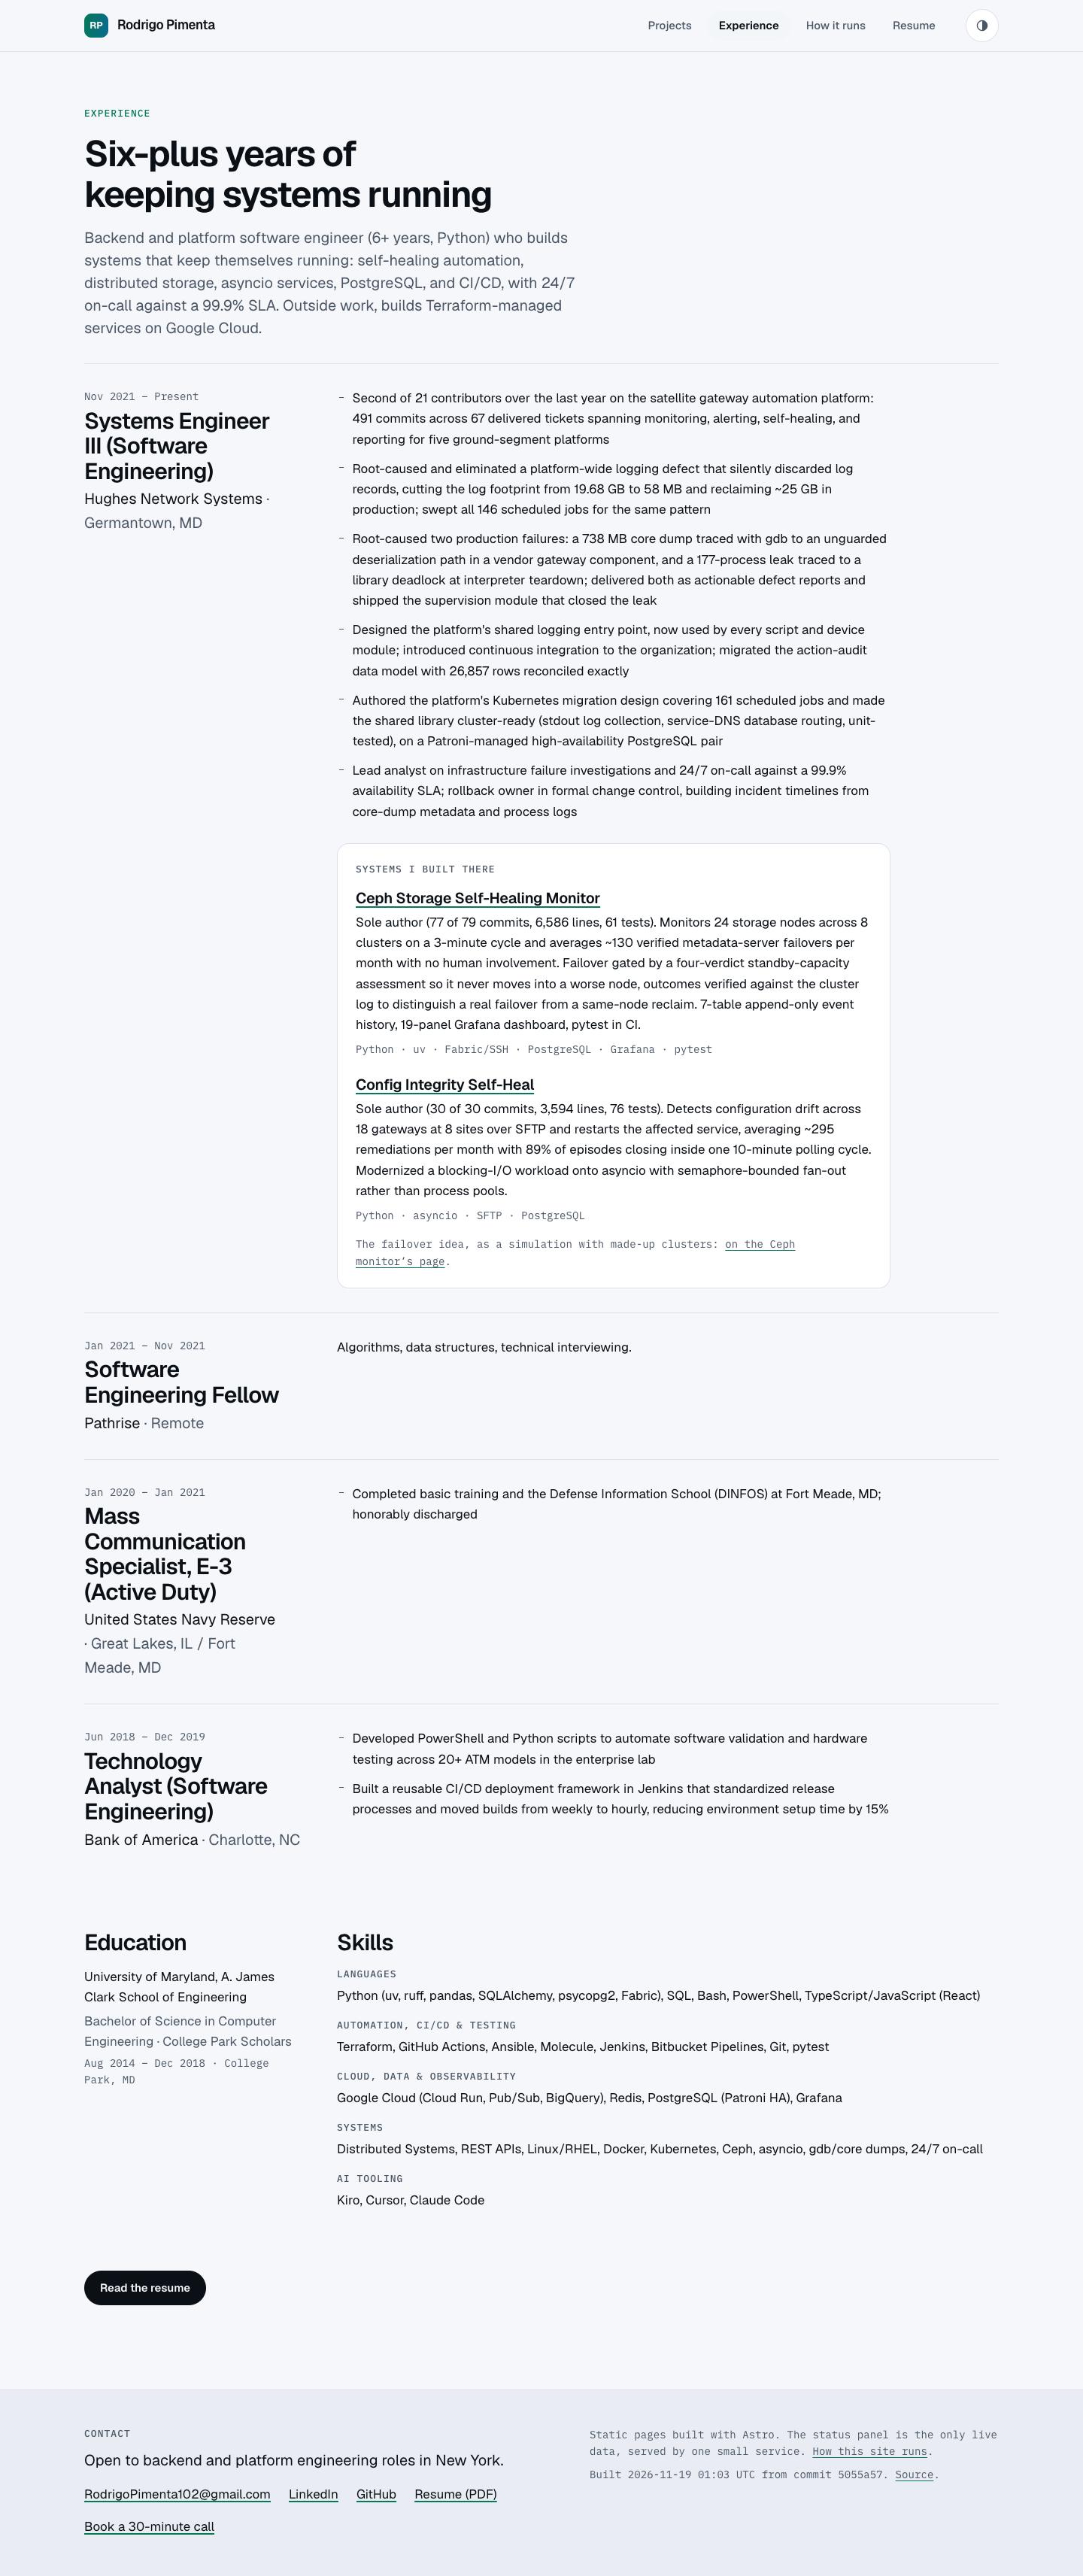 RP Rodrigo Pimenta
Projects Experience How it runs Resume
EXPERIENCE
Six-plus years of
keeping systems running
Backend and platform software engineer (6+ years, Python) who builds
systems that keep themselves running: self-healing automation,
distributed storage, asyncio services, PostgreSQL, and CI/CD, with 24/7
on-call against a 99.9% SLA. Outside work, builds Terraform-managed
services on Google Cloud.
Nov 2021 – Present
Systems Engineer
III (Software
Engineering)
Hughes Network Systems ·
Germantown, MD
– Second of 21 contributors over the last year on the satellite gateway automation platform:
491 commits across 67 delivered tickets spanning monitoring, alerting, self-healing, and
reporting for five ground-segment platforms
– Root-caused and eliminated a platform-wide logging defect that silently discarded log
records, cutting the log footprint from 19.68 GB to 58 MB and reclaiming ~25 GB in
production; swept all 146 scheduled jobs for the same pattern
– Root-caused two production failures: a 738 MB core dump traced with gdb to an unguarded
deserialization path in a vendor gateway component, and a 177-process leak traced to a
library deadlock at interpreter teardown; delivered both as actionable defect reports and
shipped the supervision module that closed the leak
– Designed the platform's shared logging entry point, now used by every script and device
module; introduced continuous integration to the organization; migrated the action-audit
data model with 26,857 rows reconciled exactly
– Authored the platform's Kubernetes migration design covering 161 scheduled jobs and made
the shared library cluster-ready (stdout log collection, service-DNS database routing, unit-
tested), on a Patroni-managed high-availability PostgreSQL pair
– Lead analyst on infrastructure failure investigations and 24/7 on-call against a 99.9%
availability SLA; rollback owner in formal change control, building incident timelines from
core-dump metadata and process logs
SYSTEMS I BUILT THERE
Ceph Storage Self-Healing Monitor
Sole author (77 of 79 commits, 6,586 lines, 61 tests). Monitors 24 storage nodes across 8
clusters on a 3-minute cycle and averages ~130 verified metadata-server failovers per
month with no human involvement. Failover gated by a four-verdict standby-capacity
assessment so it never moves into a worse node, outcomes verified against the cluster
log to distinguish a real failover from a same-node reclaim. 7-table append-only event
history, 19-panel Grafana dashboard, pytest in CI.
Python · uv · Fabric/SSH · PostgreSQL · Grafana · pytest
Config Integrity Self-Heal
Sole author (30 of 30 commits, 3,594 lines, 76 tests). Detects configuration drift across
18 gateways at 8 sites over SFTP and restarts the affected service, averaging ~295
remediations per month with 89% of episodes closing inside one 10-minute polling cycle.
Modernized a blocking-I/O workload onto asyncio with semaphore-bounded fan-out
rather than process pools.
Python · asyncio · SFTP · PostgreSQL
The failover idea, as a simulation with made-up clusters: on the Ceph
monitor's page.
Jan 2021 – Nov 2021
Software
Engineering Fellow
Pathrise · Remote
Algorithms, data structures, technical interviewing.
Jan 2020 – Jan 2021
Mass
Communication
Specialist, E-3
(Active Duty)
United States Navy Reserve
· Great Lakes, IL / Fort
Meade, MD
– Completed basic training and the Defense Information School (DINFOS) at Fort Meade, MD;
honorably discharged
Jun 2018 – Dec 2019
Technology
Analyst (Software
Engineering)
Bank of America · Charlotte, NC
– Developed PowerShell and Python scripts to automate software validation and hardware
testing across 20+ ATM models in the enterprise lab
– Built a reusable CI/CD deployment framework in Jenkins that standardized release
processes and moved builds from weekly to hourly, reducing environment setup time by 15%
Education
University of Maryland, A. James
Clark School of Engineering
Bachelor of Science in Computer
Engineering · College Park Scholars
Aug 2014 – Dec 2018 · College
Park, MD
Skills
LANGUAGES
Python (uv, ruff, pandas, SQLAlchemy, psycopg2, Fabric), SQL, Bash, PowerShell, TypeScript/JavaScript (React)
AUTOMATION, CI/CD & TESTING
Terraform, GitHub Actions, Ansible, Molecule, Jenkins, Bitbucket Pipelines, Git, pytest
CLOUD, DATA & OBSERVABILITY
Google Cloud (Cloud Run, Pub/Sub, BigQuery), Redis, PostgreSQL (Patroni HA), Grafana
SYSTEMS
Distributed Systems, REST APIs, Linux/RHEL, Docker, Kubernetes, Ceph, asyncio, gdb/core dumps, 24/7 on-call
AI TOOLING
Kiro, Cursor, Claude Code
Read the resume
CONTACT
Open to backend and platform engineering roles in New York.
RodrigoPimenta102@gmail.com LinkedIn GitHub Resume (PDF)
Book a 30-minute call
Static pages built with Astro. The status panel is the only live
data, served by one small service. How this site runs.
Built 2026-11-19 01:03 UTC from commit 5055a57. Source.